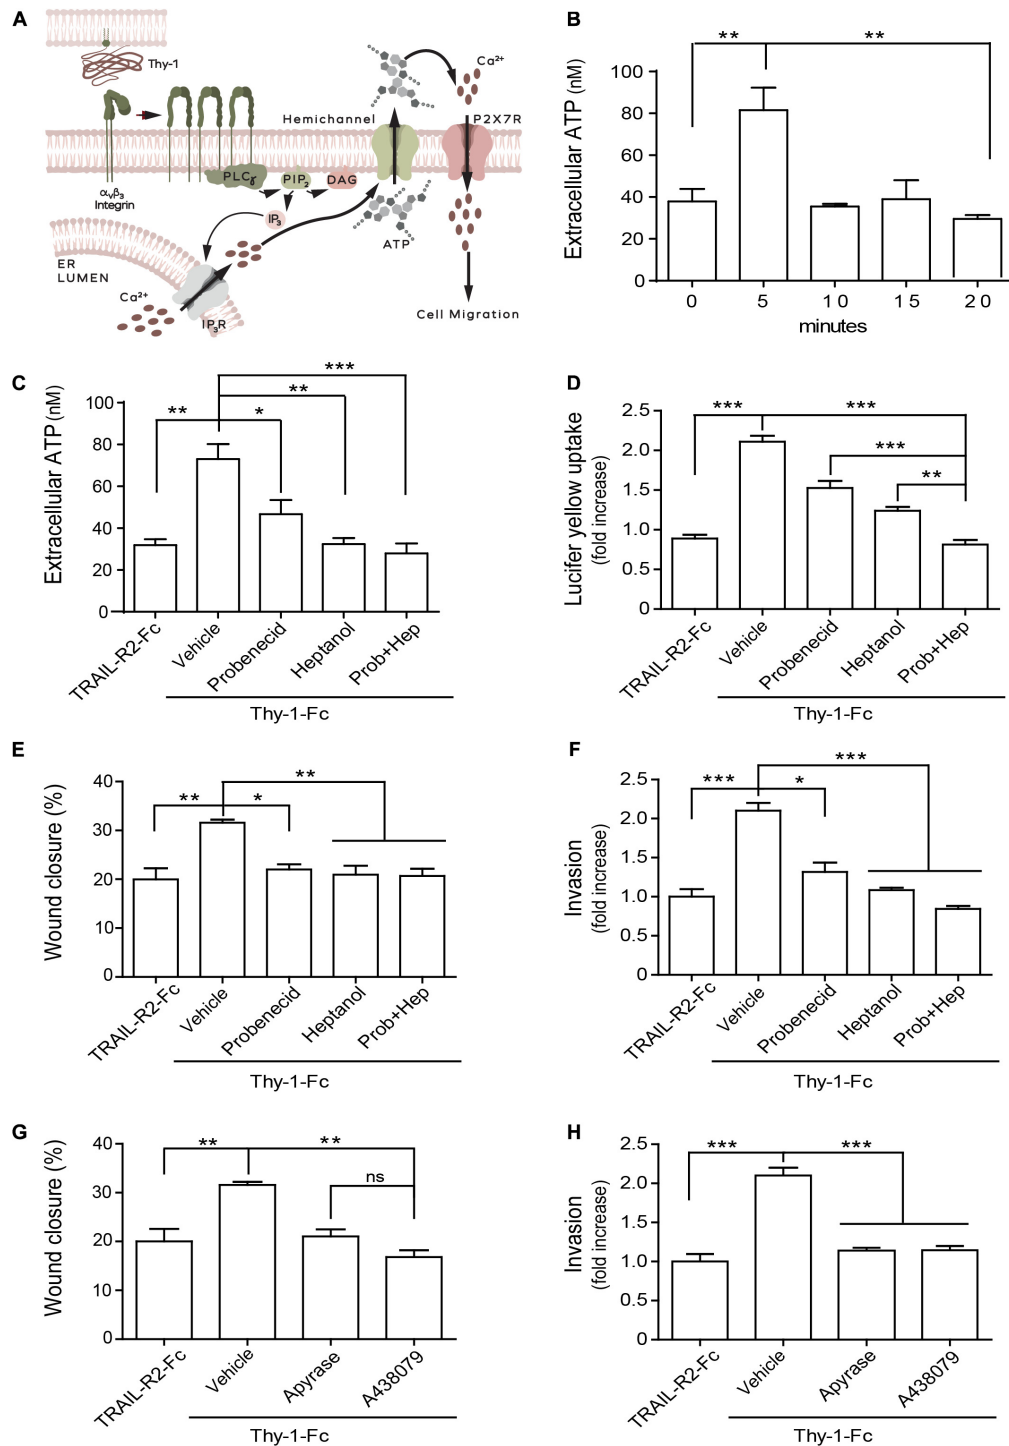 A
Thy-1
Ca²⁺
Hemichannel
P2X7R
PLCɣ
PIP₂
DAG
αᵥβ₃
Integrin
IP₃
ATP
ER
LUMEN
Ca²⁺
IP₃R
Cell Migration
B
** **
Extracellular ATP (nM)
100
80
60
40
20
0
0 5 10 15 20
minutes
C
***
**
** *
Extracellular ATP (nM)
100
80
60
40
20
0
TRAIL-R2-Fc Vehicle Probenecid Heptanol Prob+Hep
Thy-1-Fc
D
*** ***
***
**
Lucifer yellow uptake
(fold increase)
2.5
2.0
1.5
1.0
0.5
0
TRAIL-R2-Fc Vehicle Probenecid Heptanol Prob+Hep
Thy-1-Fc
E
**
** *
Wound closure (%)
40
30
20
10
0
TRAIL-R2-Fc Vehicle Probenecid Heptanol Prob+Hep
Thy-1-Fc
F
***
*** *
Invasion
(fold increase)
2.5
2.0
1.5
1.0
0.5
0
TRAIL-R2-Fc Vehicle Probenecid Heptanol Prob+Hep
Thy-1-Fc
G
** **
ns
Wound closure (%)
40
30
20
10
0
TRAIL-R2-Fc Vehicle Apyrase A438079
Thy-1-Fc
H
*** ***
Invasion
(fold increase)
2.5
2.0
1.5
1.0
0.5
0
TRAIL-R2-Fc Vehicle Apyrase A438079
Thy-1-Fc